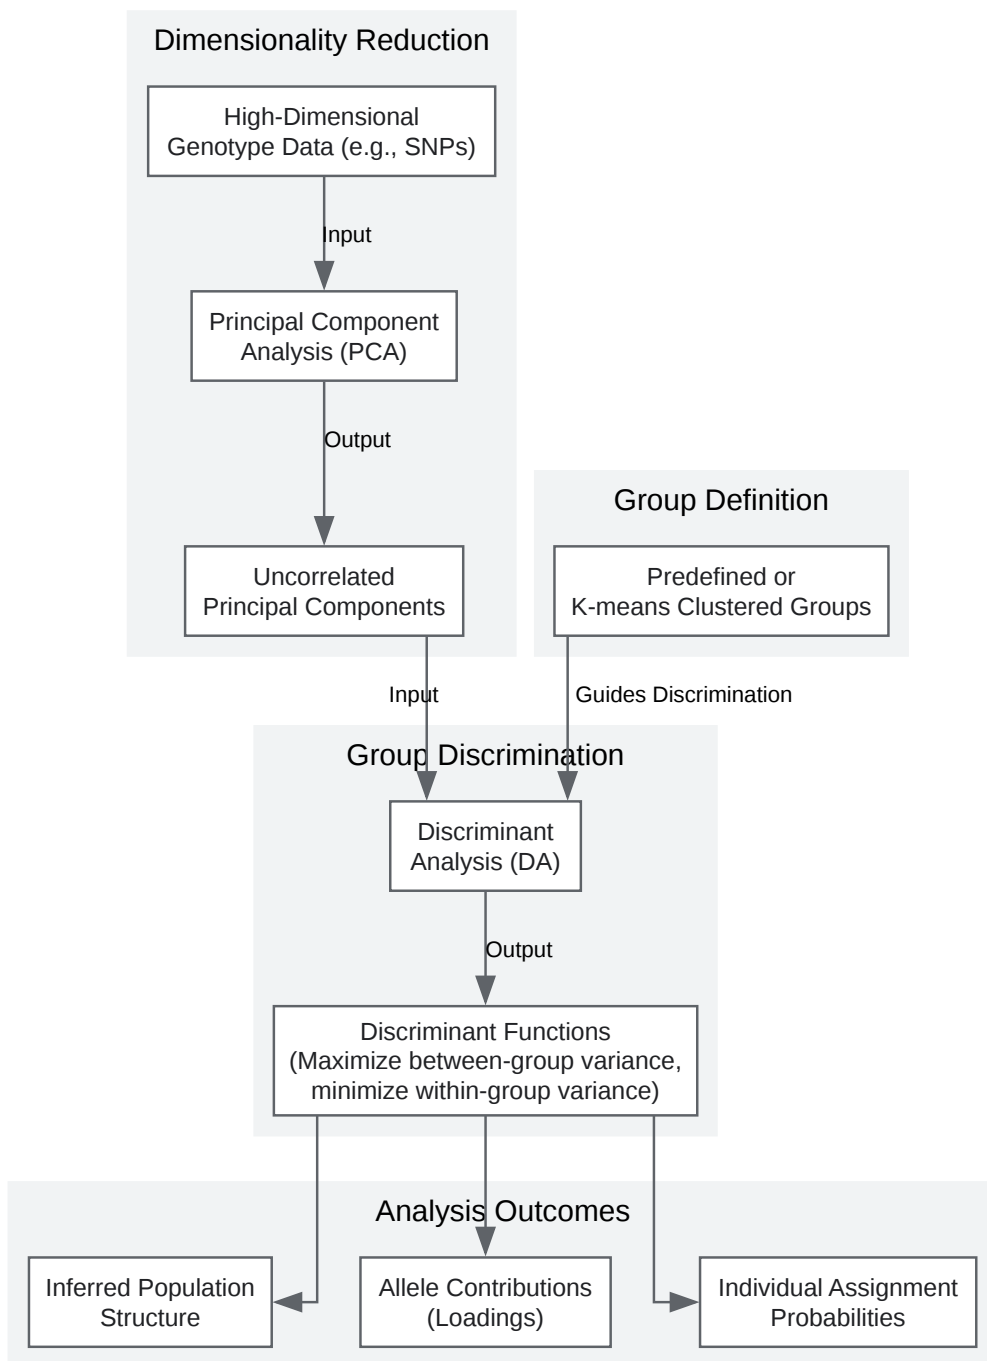 Dimensionality Reduction
High-Dimensional
Genotype Data (e.g., SNPs)
Input
Principal Component
Analysis (PCA)
Output
Group Definition
Uncorrelated
Principal Components
Predefined or
K-means Clustered Groups
Input
Guides Discrimination
Group Discrimination
Discriminant
Analysis (DA)
Output
Discriminant Functions
(Maximize between-group variance,
minimize within-group variance)
Analysis Outcomes
Inferred Population
Structure
Allele Contributions
(Loadings)
Individual Assignment
Probabilities